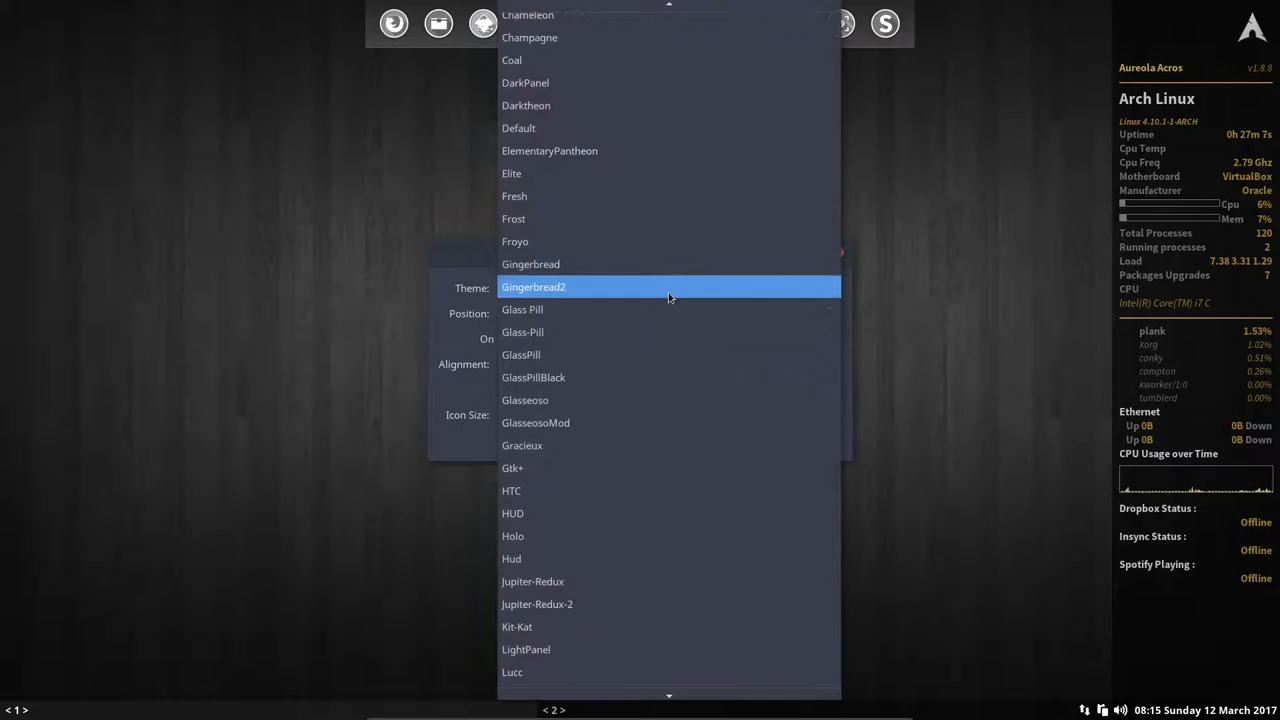 Chameleon
Champagne
Coal
DarkPanel
Darktheon
Default
ElementaryPantheon
Elite
Fresh
Frost
Froyo
Gingerbread
Gingerbread2
Glass Pill
Glass-Pill
GlassPill
GlassPillBlack
Glasseoso
GlasseosoMod
Gracieux
Gtk+
HTC
HUD
Holo
Hud
Jupiter-Redux
Jupiter-Redux-2
Kit-Kat
LightPanel
Lucc
Theme:
Position:
On
Alignment:
Icon Size:
S
Aureola Acros v1.8.8
Arch Linux
Linux 4.10.1-1-ARCH
Uptime 0h 27m 7s
Cpu Temp
Cpu Freq 2.79 Ghz
Motherboard VirtualBox
Manufacturer Oracle
Cpu 6%
Mem 7%
Total Processes 120
Running processes 2
Load 7.38 3.31 1.29
Packages Upgrades 7
CPU
Intel(R) Core(TM) i7 C
plank 1.53%
Xorg 1.02%
conky 0.51%
compton 0.26%
kworker/1:0 0.00%
tumblerd 0.00%
Ethernet
Up 0B 0B Down
Up 0B 0B Down
CPU Usage over Time
Dropbox Status :
Offline
Insync Status :
Offline
Spotify Playing :
Offline
< 1 > < 2 > 08:15 Sunday 12 March 2017